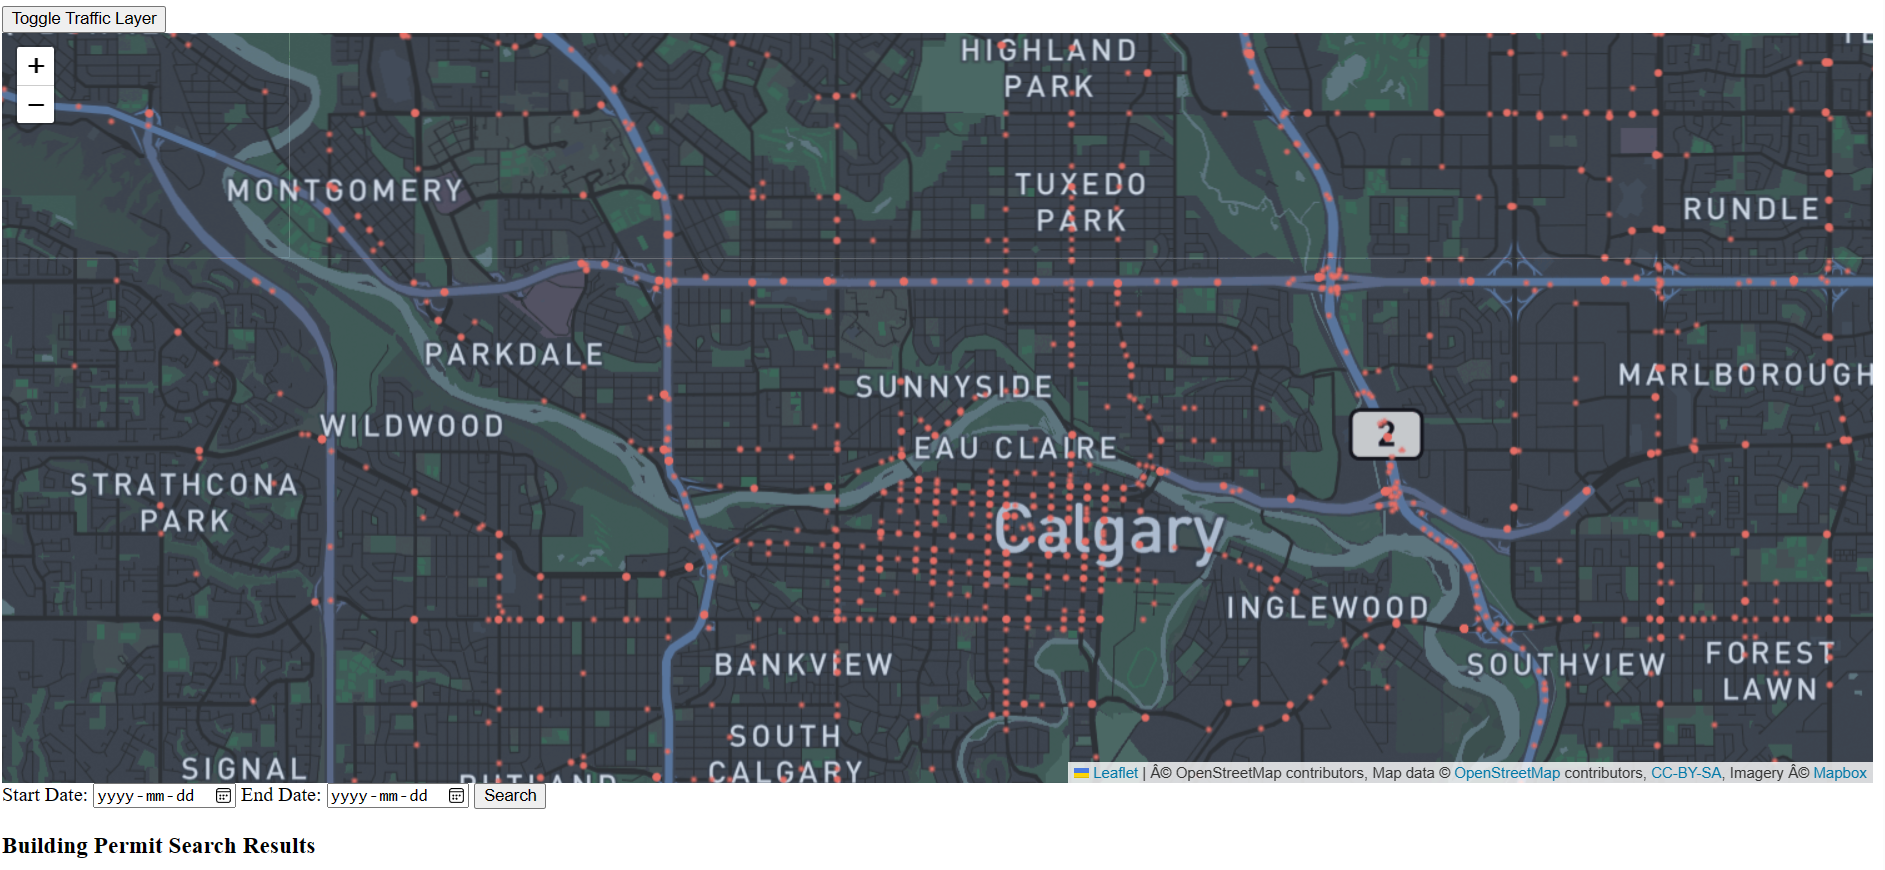 Toggle Traffic Layer
+
−
HIGHLAND
PARK
MONTGOMERY
TUXEDO
PARK
RUNDLE
PARKDALE
SUNNYSIDE
MARLBOROUGH
WILDWOOD
2
EAU CLAIRE
STRATHCONA
PARK
Calgary
INGLEWOOD
BANKVIEW
SOUTHVIEW
FOREST
LAWN
SOUTH
CALGARY
SIGNAL
RUTLAND
Leaflet | Â© OpenStreetMap contributors, Map data © OpenStreetMap contributors, CC-BY-SA, Imagery Â© Mapbox
Start Date: yyyy-mm-dd End Date: yyyy-mm-dd Search
Building Permit Search Results